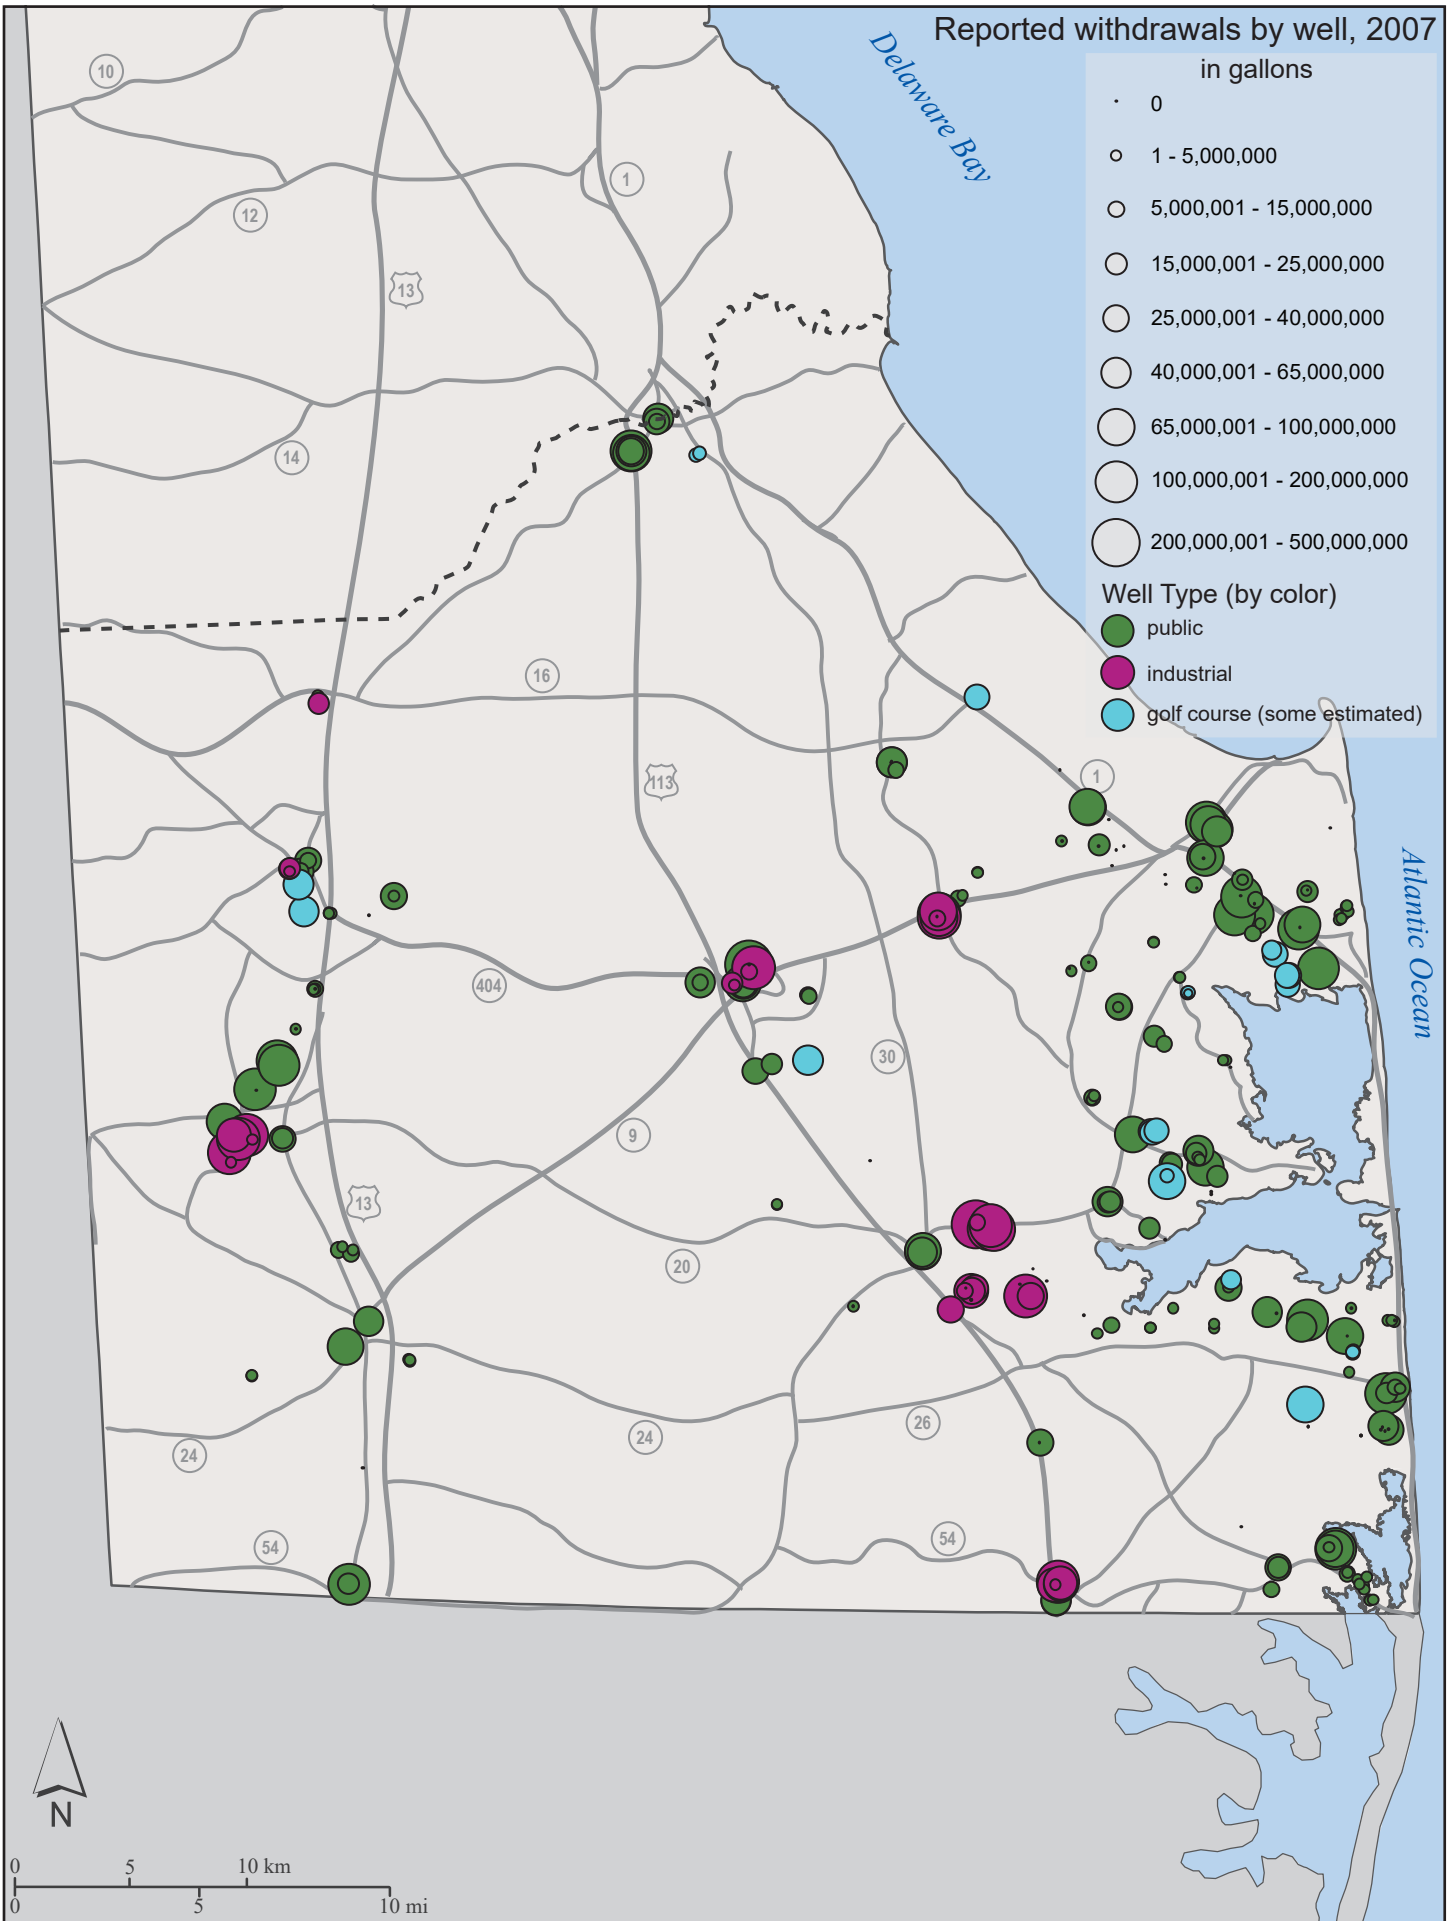 Reported withdrawals by well, 2007
in gallons
0
1 - 5,000,000
5,000,001 - 15,000,000
15,000,001 - 25,000,000
25,000,001 - 40,000,000
40,000,001 - 65,000,000
65,000,001 - 100,000,000
100,000,001 - 200,000,000
200,000,001 - 500,000,000
Well Type (by color)
public
industrial
golf course (some estimated)
Delaware Bay
Atlantic Ocean
10
1
12
13
14
16
113
1
404
30
9
13
20
24
24
26
54
54
N
0 5 10 km
0 5 10 mi